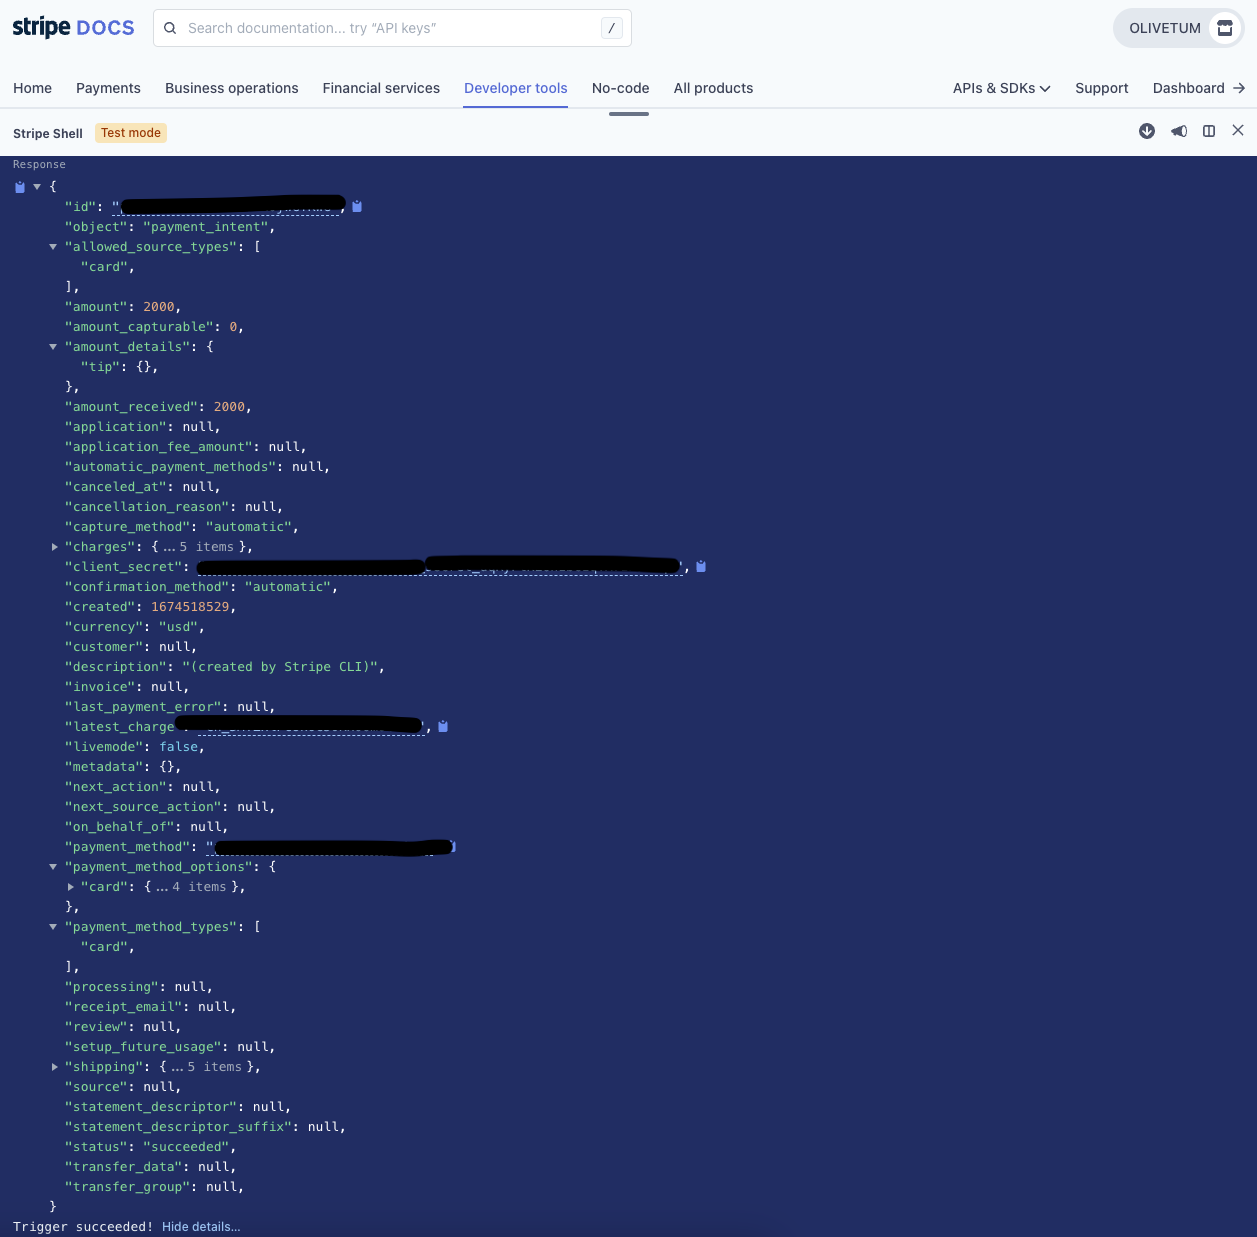 stripe DOCS
Search documentation... try “API keys”
/
OLIVETUM
Home Payments Business operations Financial services Developer tools No-code All products APIs & SDKs Support Dashboard →
Stripe Shell Test mode
Response
{
"id": "
"object": "payment_intent",
"allowed_source_types": [
"card",
],
"amount": 2000,
"amount_capturable": 0,
"amount_details": {
"tip": {},
},
"amount_received": 2000,
"application": null,
"application_fee_amount": null,
"automatic_payment_methods": null,
"canceled_at": null,
"cancellation_reason": null,
"capture_method": "automatic",
"charges": { … 5 items },
"client_secret": ",
"confirmation_method": "automatic",
"created": 1674518529,
"currency": "usd",
"customer": null,
"description": "(created by Stripe CLI)",
"invoice": null,
"last_payment_error": null,
"latest_charge ",
"livemode": false,
"metadata": {},
"next_action": null,
"next_source_action": null,
"on_behalf_of": null,
"payment_method": "
"payment_method_options": {
"card": { … 4 items },
},
"payment_method_types": [
"card",
],
"processing": null,
"receipt_email": null,
"review": null,
"setup_future_usage": null,
"shipping": { … 5 items },
"source": null,
"statement_descriptor": null,
"statement_descriptor_suffix": null,
"status": "succeeded",
"transfer_data": null,
"transfer_group": null,
}
Trigger succeeded! Hide details...